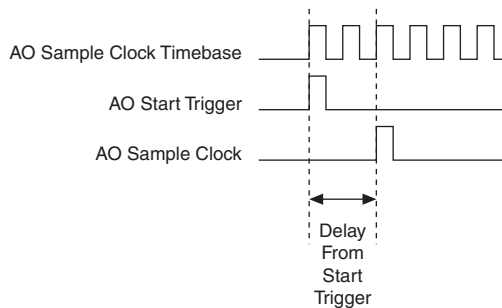 AO Sample Clock Timebase
AO Start Trigger
AO Sample Clock
Delay
From
Start
Trigger